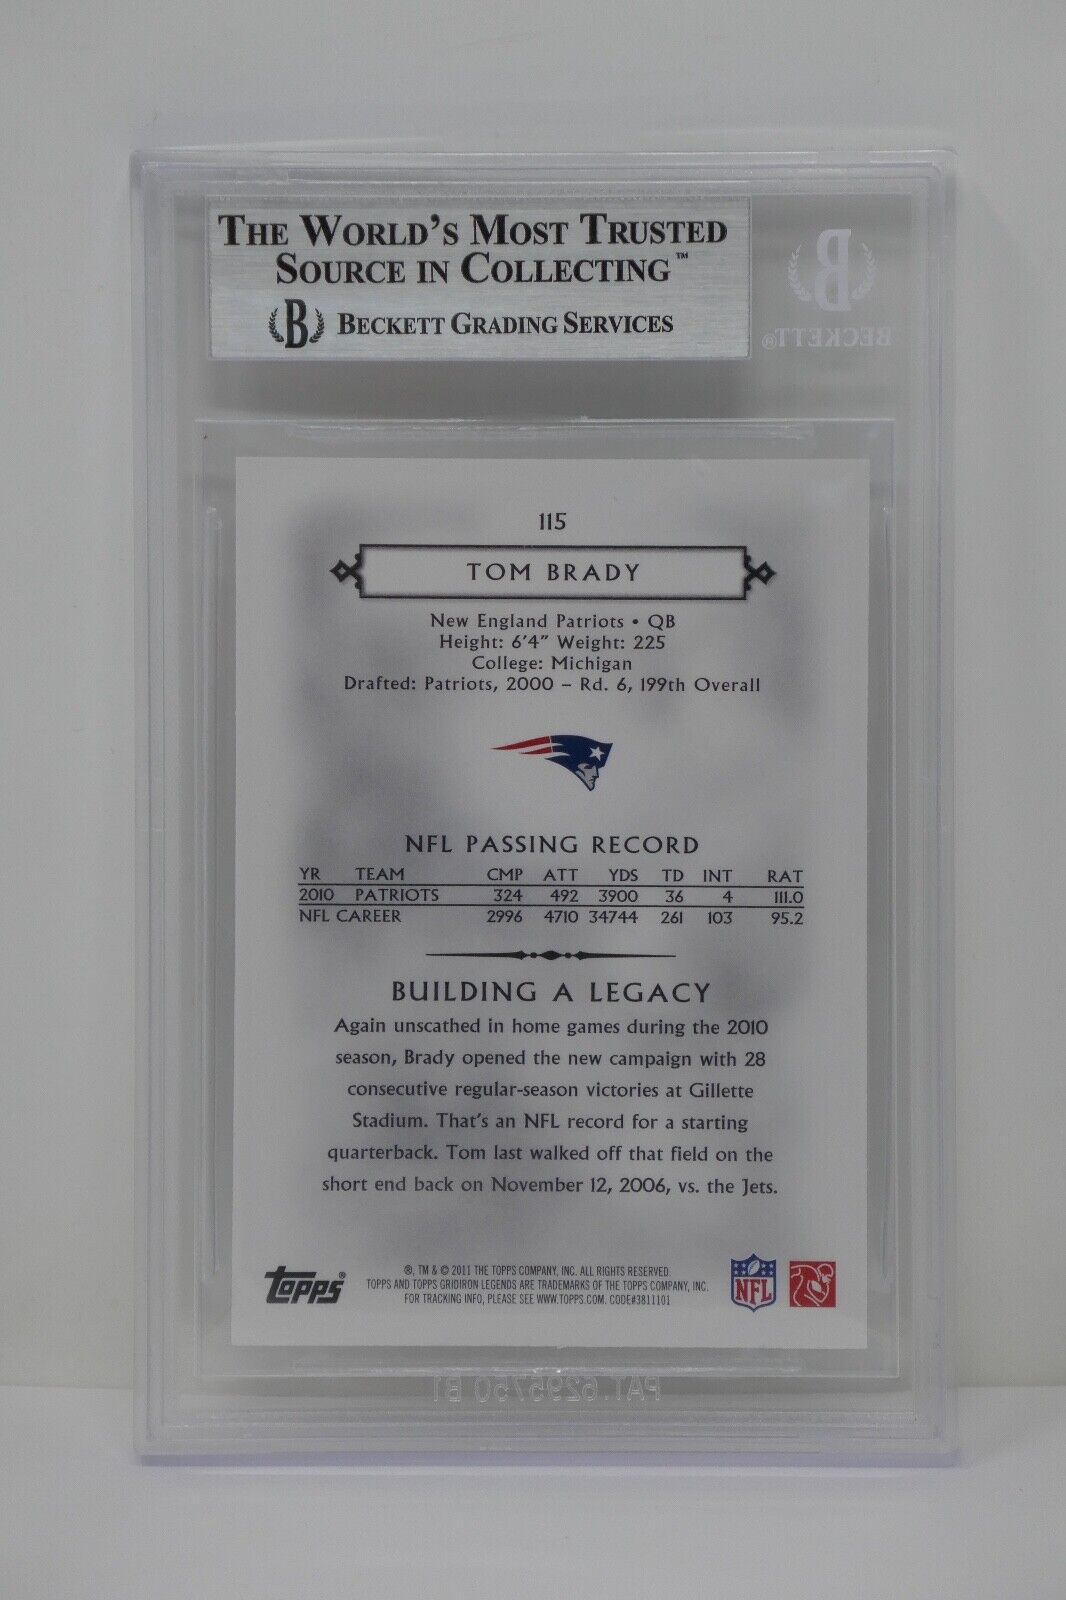 THE WORLD'S MOST TRUSTED
SOURCE IN COLLECTING™
B BECKETT GRADING SERVICES
B
BECKETT®
115
TOM BRADY
New England Patriots • QB
Height: 6'4" Weight: 225
College: Michigan
Drafted: Patriots, 2000 – Rd. 6, 199th Overall
NFL PASSING RECORD
YR TEAM CMP ATT YDS TD INT RAT
2010 PATRIOTS 324 492 3900 36 4 111.0
NFL CAREER 2996 4710 34744 261 103 95.2
BUILDING A LEGACY
Again unscathed in home games during the 2010
season, Brady opened the new campaign with 28
consecutive regular-season victories at Gillette
Stadium. That's an NFL record for a starting
quarterback. Tom last walked off that field on the
short end back on November 12, 2006, vs. the Jets.
topps®
®, TM & © 2011 THE TOPPS COMPANY, INC. ALL RIGHTS RESERVED.
TOPPS AND TOPPS GRIDIRON LEGENDS ARE TRADEMARKS OF THE TOPPS COMPANY, INC.
FOR TRACKING INFO, PLEASE SEE WWW.TOPPS.COM. CODE#3811101
NFL
PAT. 6295750 B1